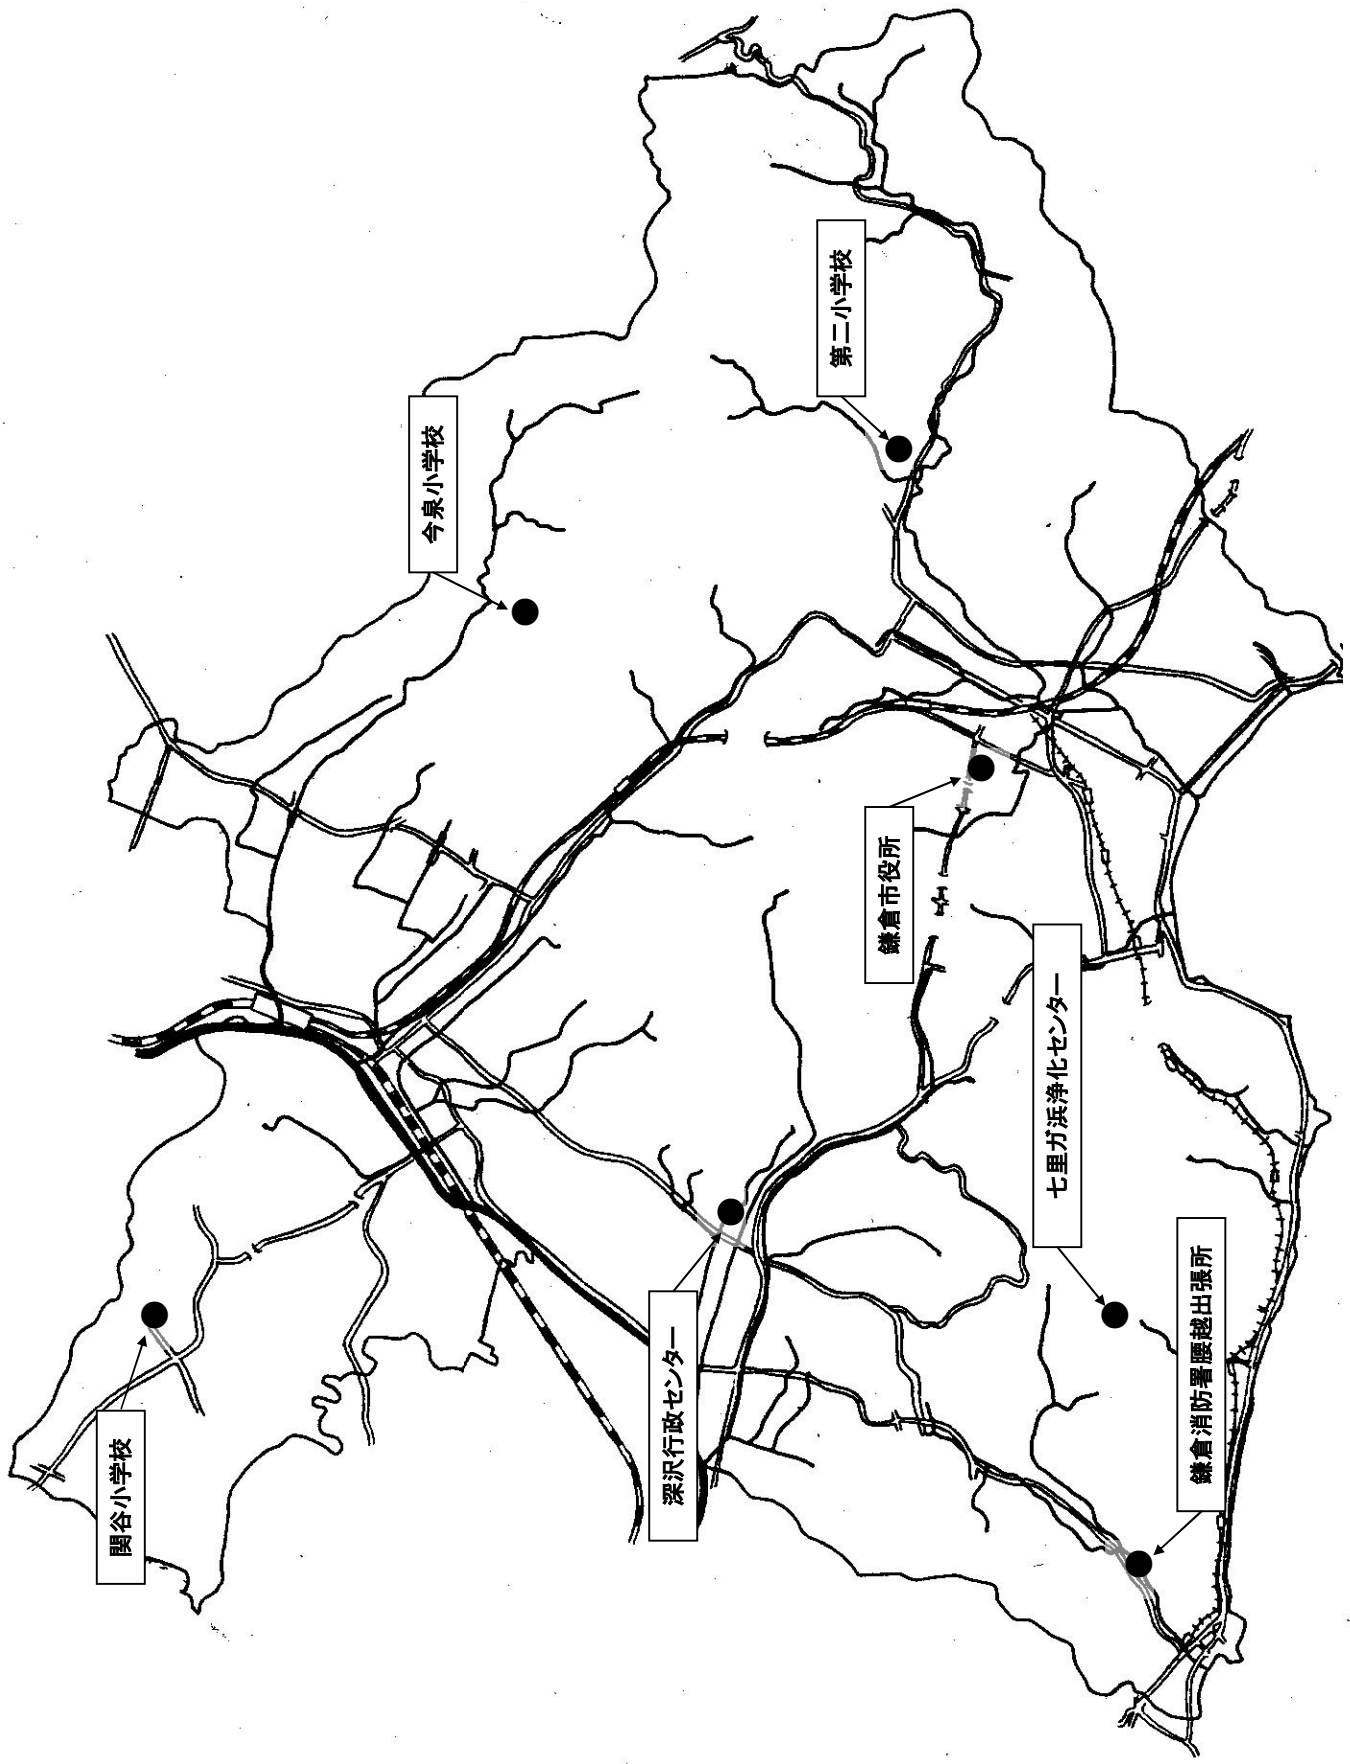 関谷小学校
今泉小学校
深沢行政センター
第二小学校
鎌倉市役所
七里ガ浜浄化センター
鎌倉消防署腰越出張所